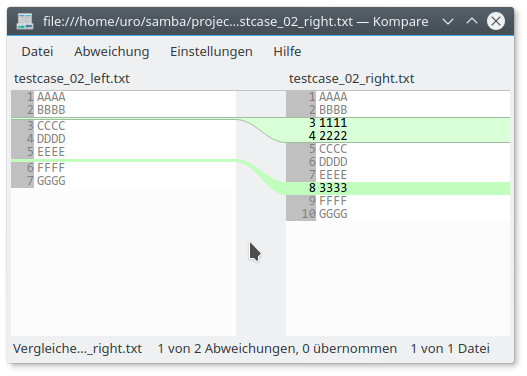 file:///home/uro/samba/projec...stcase_02_right.txt — Kompare
Datei Abweichung Einstellungen Hilfe
testcase_02_left.txt
1 AAAA
2 BBBB
3 CCCC
4 DDDD
5 EEEE
6 FFFF
7 GGGG
testcase_02_right.txt
1 AAAA
2 BBBB
3 1111
4 2222
5 CCCC
6 DDDD
7 EEEE
8 3333
9 FFFF
10 GGGG
Vergleiche..._right.txt 1 von 2 Abweichungen, 0 übernommen 1 von 1 Datei